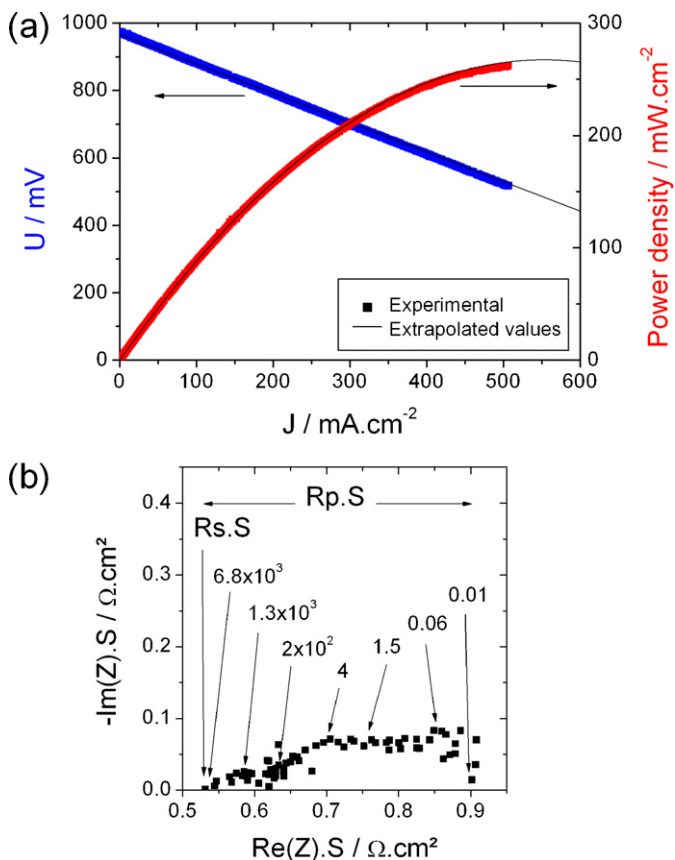 (a)
1000
800
600
400
200
0
U / mV
300
200
100
0
Power density / mW.cm⁻²
Experimental
Extrapolated values
0 100 200 300 400 500 600
J / mA.cm⁻²
(b)
0.4
0.3
0.2
0.1
0.0
-Im(Z).S / Ω.cm²
Rp.S
Rs.S
6.8x10³
1.3x10³
2x10²
4
1.5
0.06
0.01
0.5 0.6 0.7 0.8 0.9
Re(Z).S / Ω.cm²